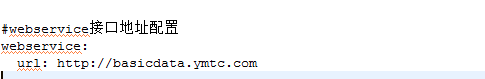 #webservice接口地址配置
webservice:
  url: http://basicdata.ymtc.com